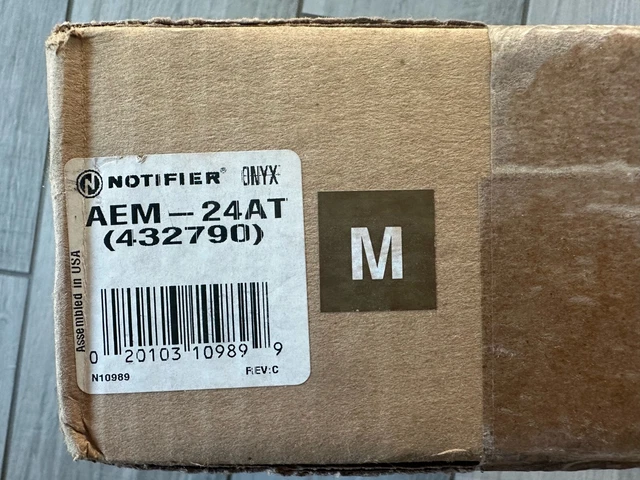 NOTIFIER® ONYX
AEM-24AT
(432790)
Assembled in USA
0 20103 10989 9
N10989 REV:C
M